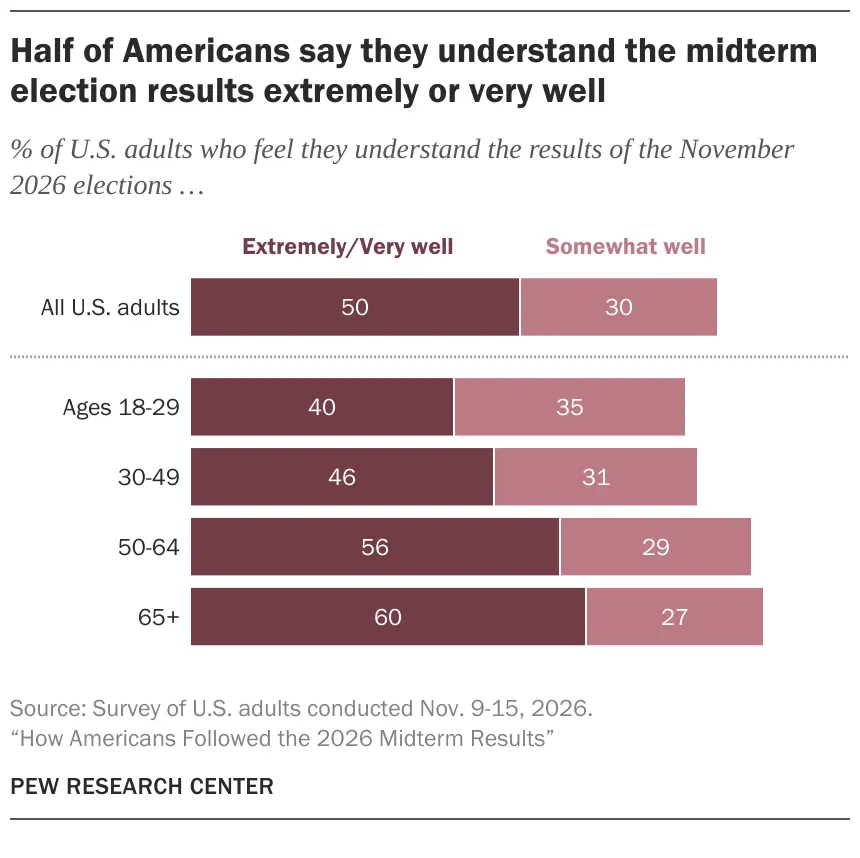 Half of Americans say they understand the midterm
election results extremely or very well
% of U.S. adults who feel they understand the results of the November
2026 elections …
Extremely/Very well Somewhat well
All U.S. adults 50 30
Ages 18-29 40 35
30-49 46 31
50-64 56 29
65+ 60 27
Source: Survey of U.S. adults conducted Nov. 9-15, 2026.
“How Americans Followed the 2026 Midterm Results”
PEW RESEARCH CENTER